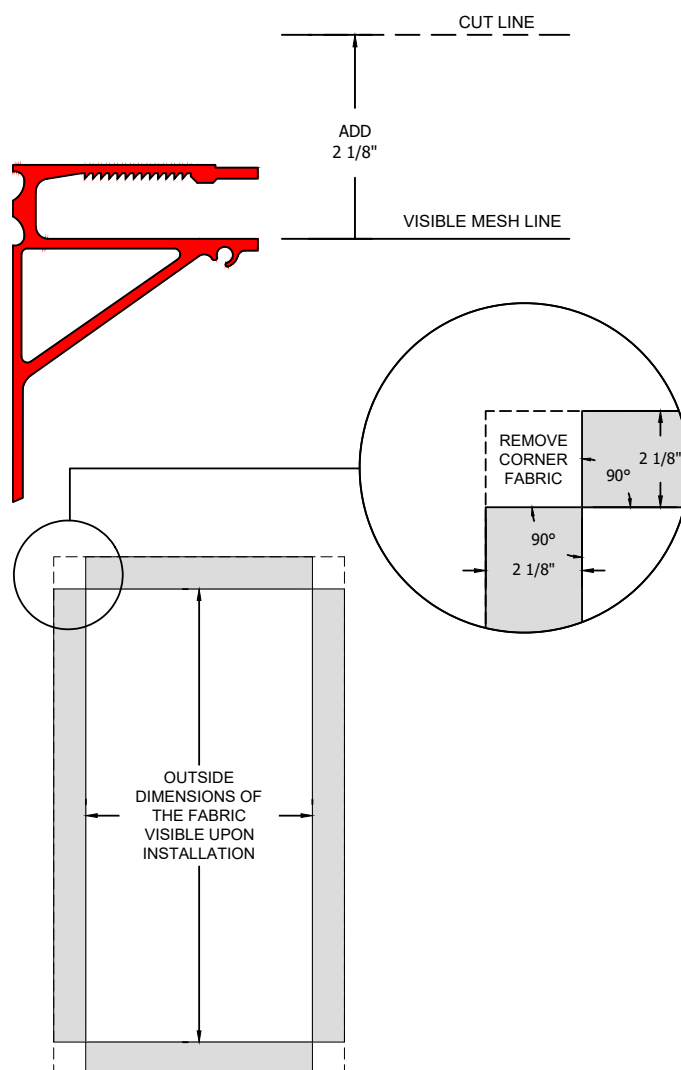 CUT LINE
ADD
2 1/8"
VISIBLE MESH LINE
REMOVE
CORNER
FABRIC
2 1/8"
90°
90°
2 1/8"
OUTSIDE
DIMENSIONS OF
THE FABRIC
VISIBLE UPON
INSTALLATION